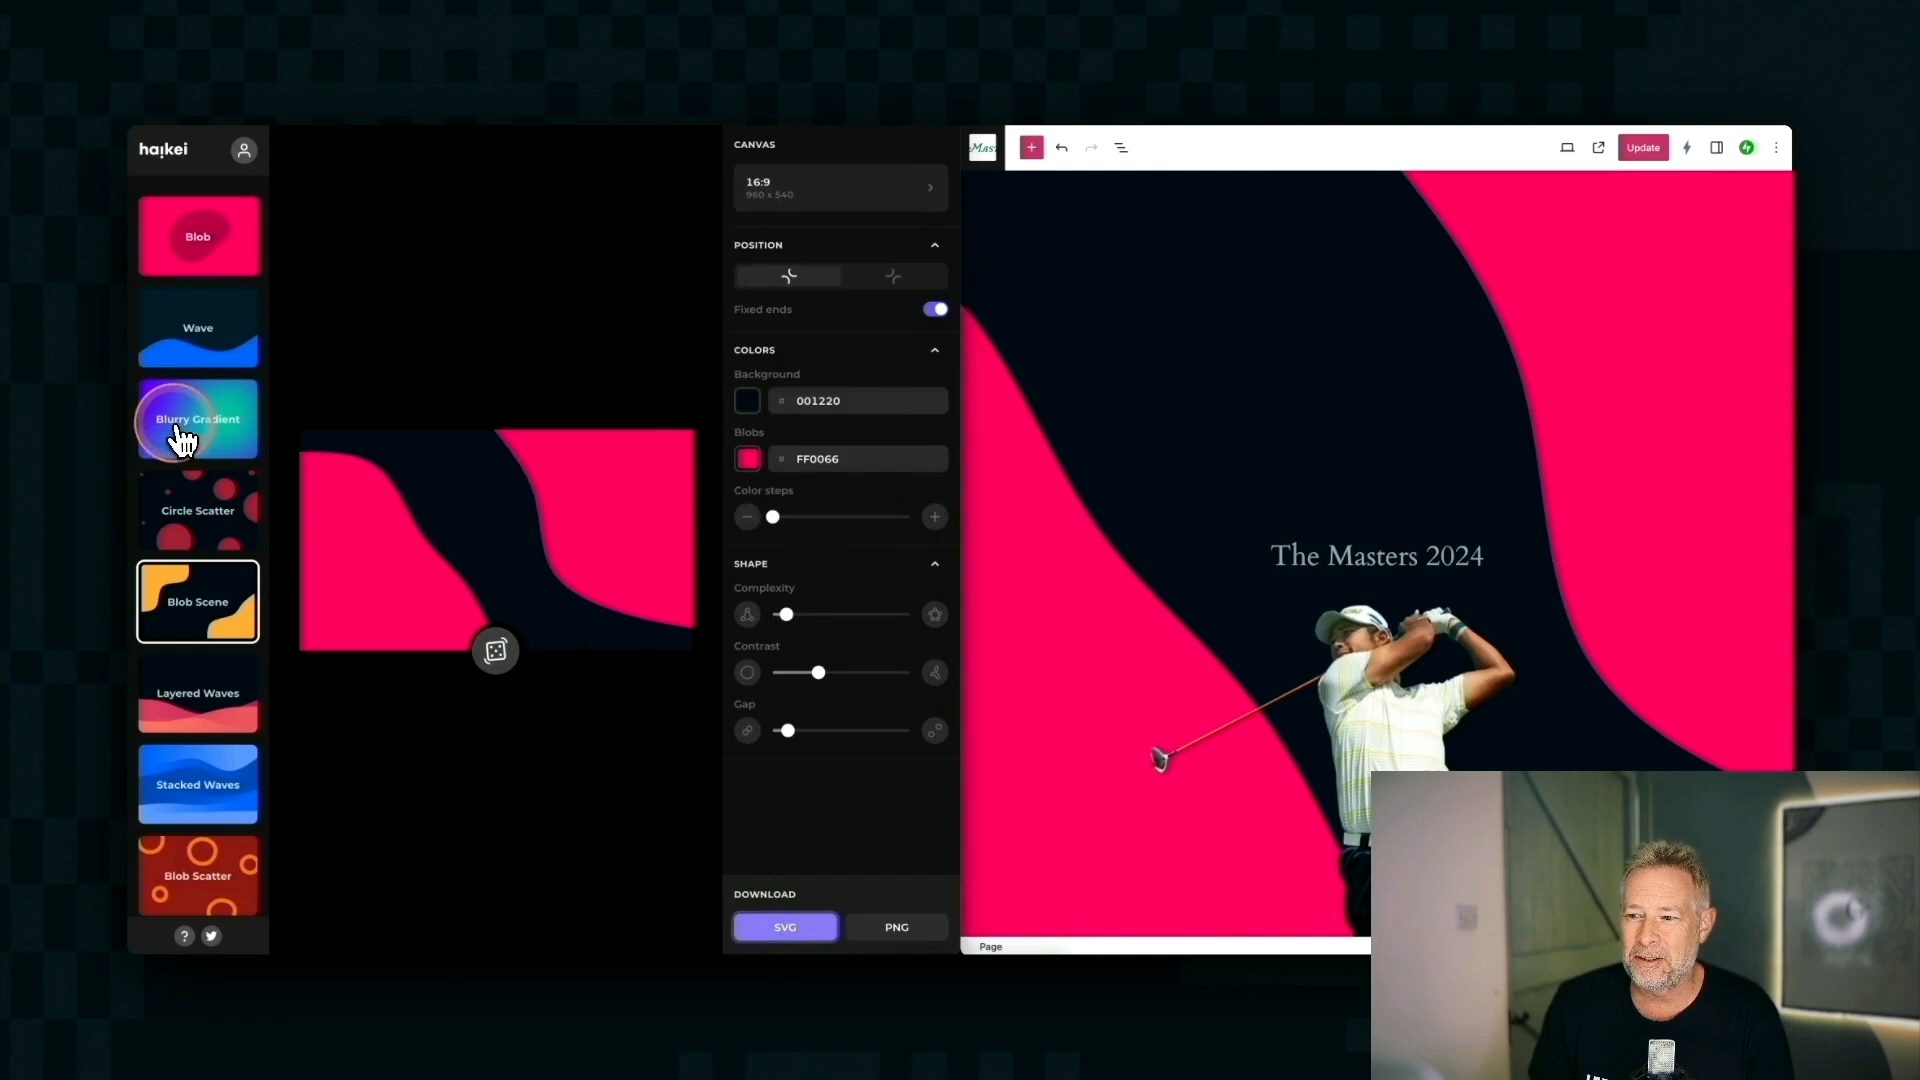 haikei
Blob
Wave
Blurry Gradient
Circle Scatter
Blob Scene
Layered Waves
Stacked Waves
Blob Scatter
?
CANVAS
16:9
960 x 540
POSITION
Fixed ends
COLORS
Background
# 001220
Blobs
# FF0066
Color steps
SHAPE
Complexity
Contrast
Gap
DOWNLOAD
SVG
PNG
Mast
Update
The Masters 2024
Page